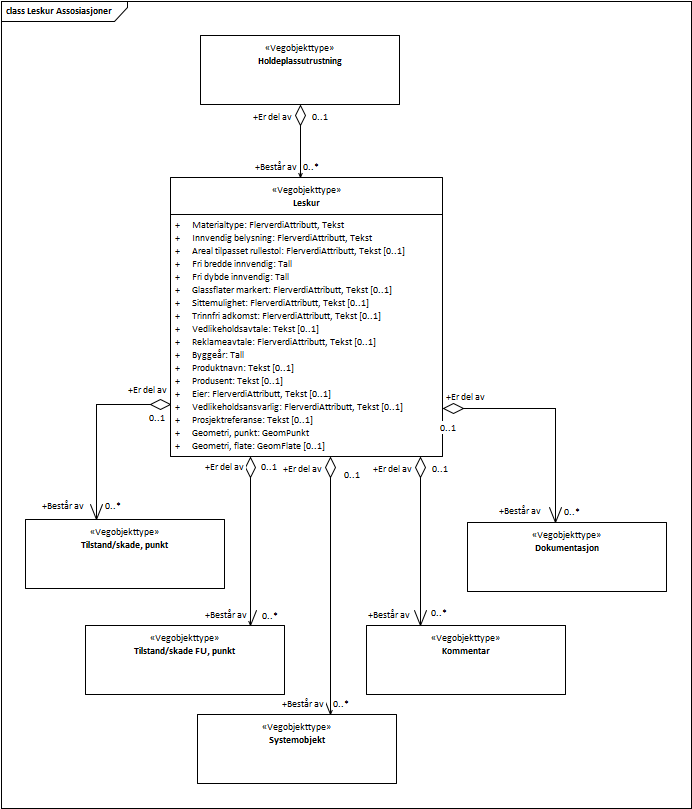 class Leskur Assosiasjoner
«Vegobjekttype»
Holdeplassutrustning
+Er del av 0..1
+Består av 0..*
«Vegobjekttype»
Leskur
+ Materialtype: FlerverdiAttributt, Tekst
+ Innvendig belysning: FlerverdiAttributt, Tekst
+ Areal tilpasset rullestol: FlerverdiAttributt, Tekst [0..1]
+ Fri bredde innvendig: Tall
+ Fri dybde innvendig: Tall
+ Glassflater markert: FlerverdiAttributt, Tekst [0..1]
+ Sittemulighet: FlerverdiAttributt, Tekst [0..1]
+ Trinnfri adkomst: FlerverdiAttributt, Tekst [0..1]
+ Vedlikeholdsavtale: Tekst [0..1]
+ Reklameavtale: FlerverdiAttributt, Tekst [0..1]
+ Byggeår: Tall
+ Produktnavn: Tekst [0..1]
+ Produsent: Tekst [0..1]
+ Eier: FlerverdiAttributt, Tekst [0..1]
+ Vedlikeholdsansvarlig: FlerverdiAttributt, Tekst [0..1]
+ Prosjektreferanse: Tekst [0..1]
+ Geometri, punkt: GeomPunkt
+ Geometri, flate: GeomFlate [0..1]
+Er del av
0..1
+Er del av
0..1
+Er del av 0..1
+Er del av 0..1
+Er del av 0..1
+Består av 0..*
«Vegobjekttype»
Tilstand/skade, punkt
+Består av 0..*
«Vegobjekttype»
Dokumentasjon
+Består av 0..*
«Vegobjekttype»
Tilstand/skade FU, punkt
+Består av 0..*
«Vegobjekttype»
Kommentar
+Består av 0..*
«Vegobjekttype»
Systemobjekt